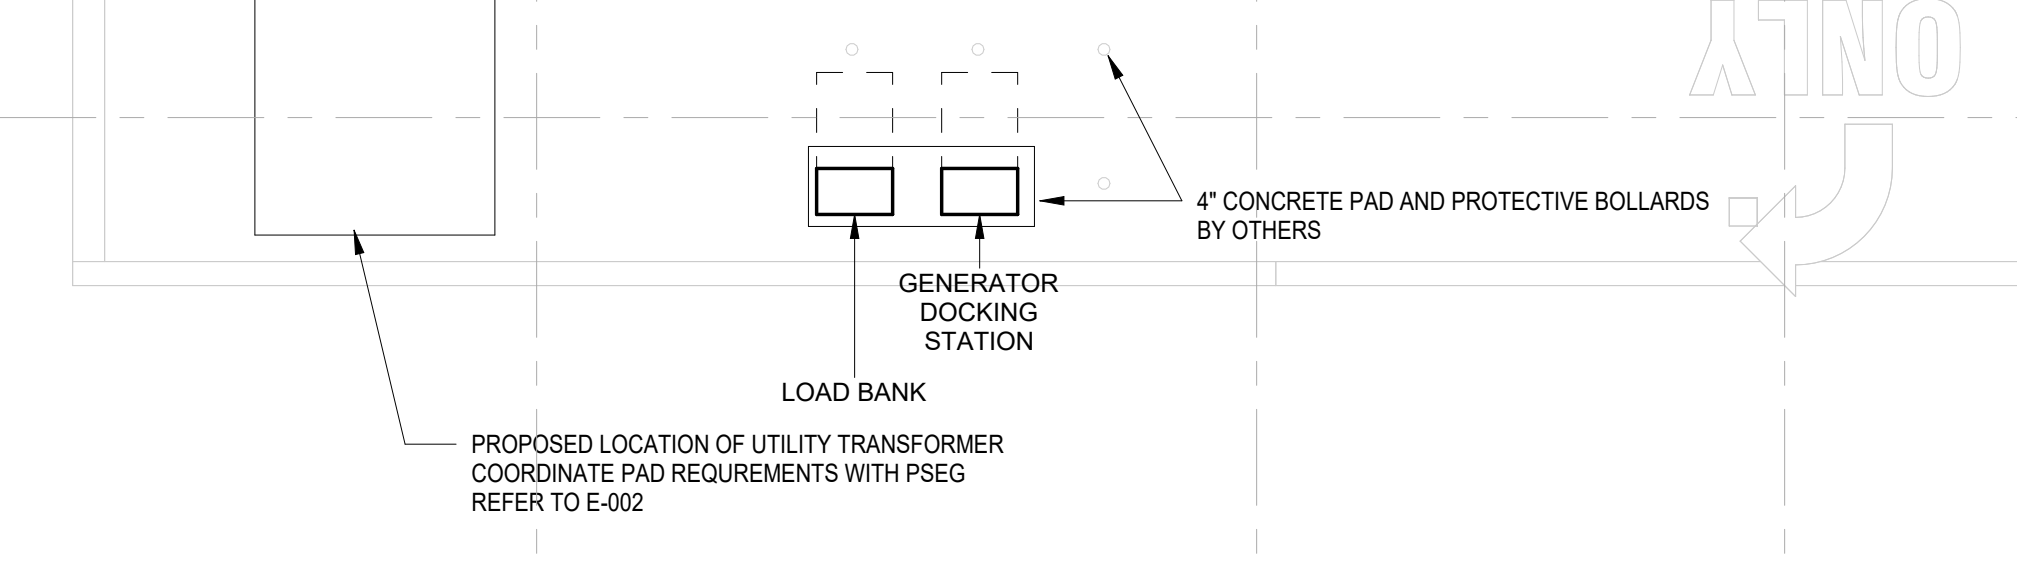 ONLY
4" CONCRETE PAD AND PROTECTIVE BOLLARDS
BY OTHERS
GENERATOR
DOCKING
STATION
LOAD BANK
PROPOSED LOCATION OF UTILITY TRANSFORMER
COORDINATE PAD REQUREMENTS WITH PSEG
REFER TO E-002